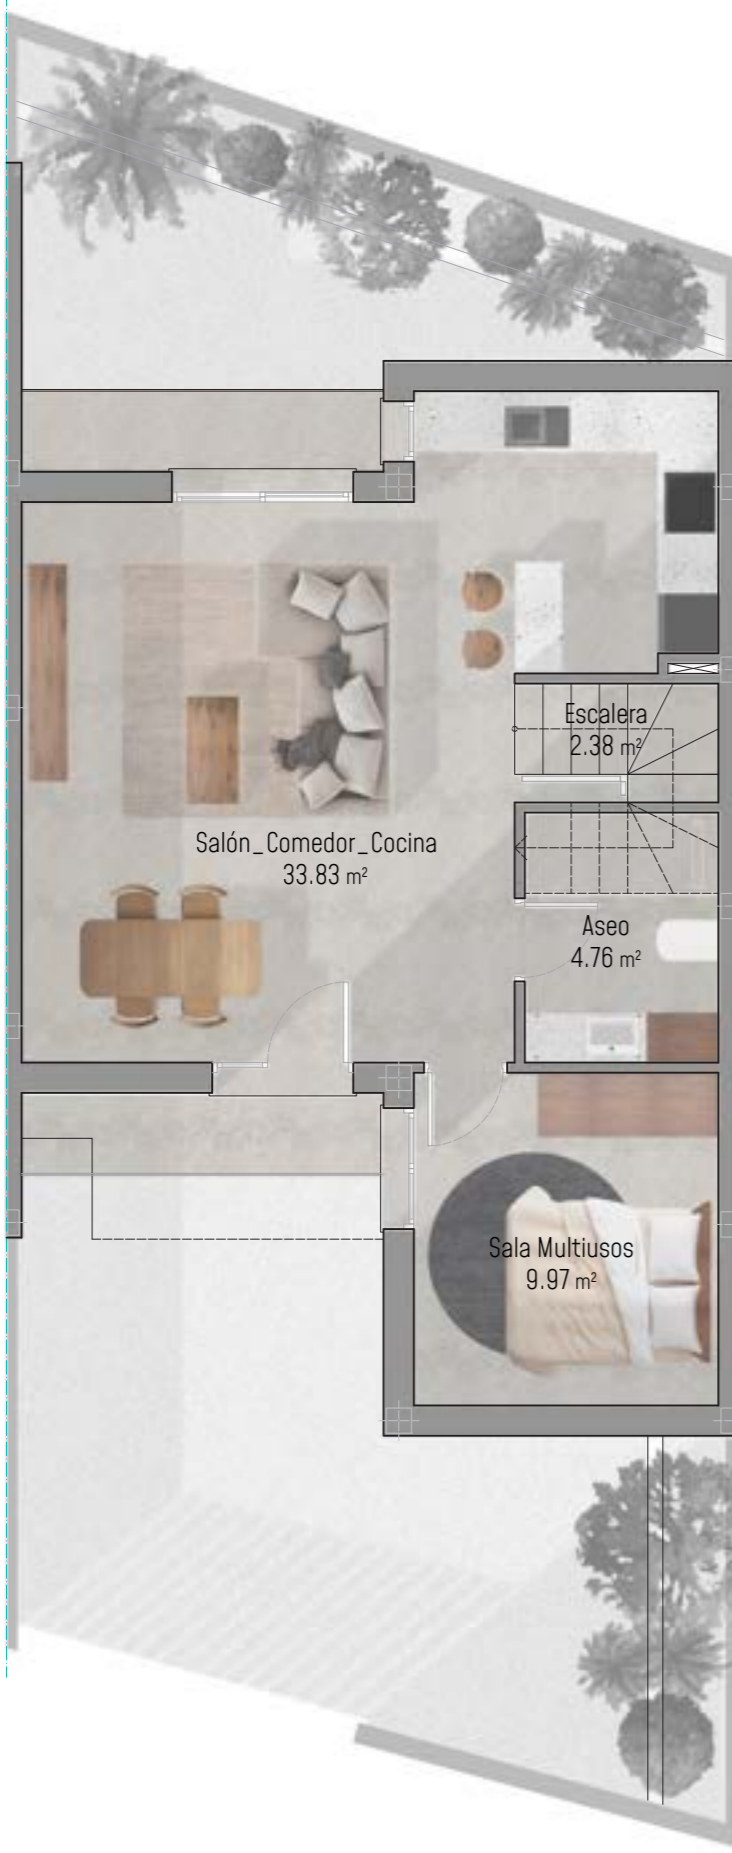 Escalera
2.38 m²
Salón_Comedor_Cocina
33.83 m²
Aseo
4.76 m²
Sala Multiusos
9.97 m²